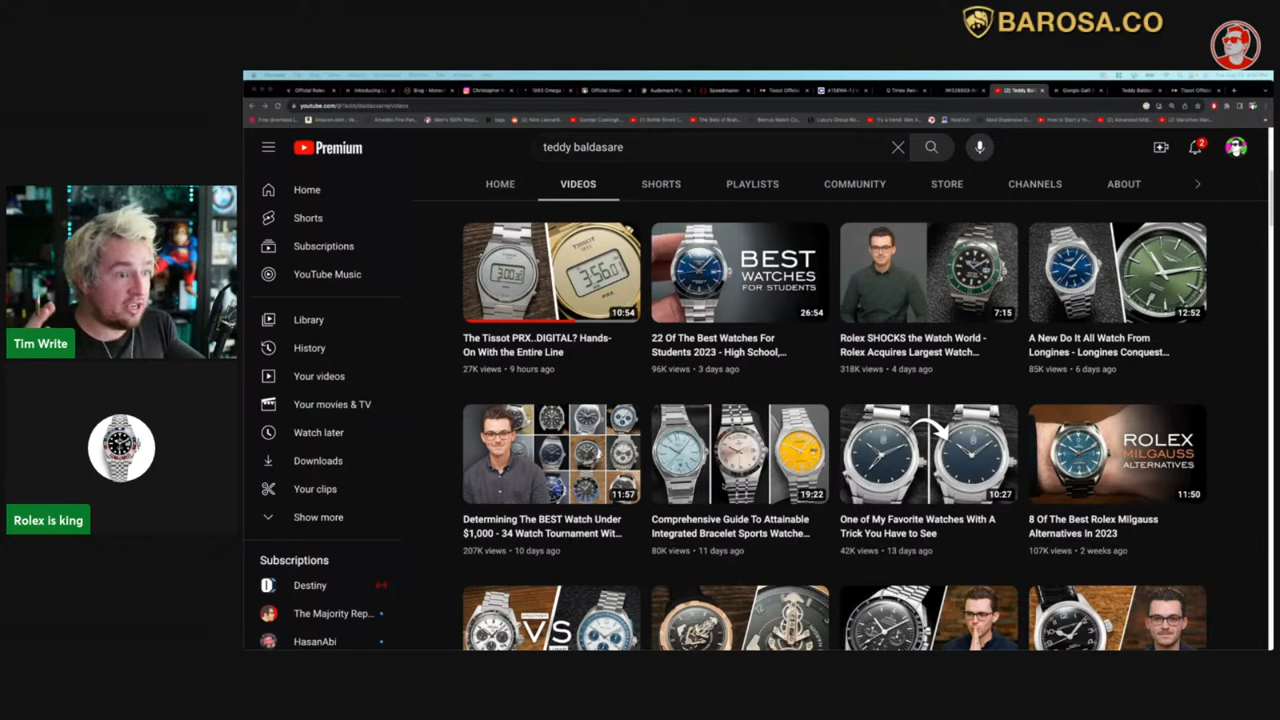 BAROSA.CO
youtube.com/@TeddyBaldassarre/videos
Premium
teddy baldasare
2
HOME
VIDEOS
SHORTS
PLAYLISTS
COMMUNITY
STORE
CHANNELS
ABOUT
Home
Shorts
Subscriptions
YouTube Music
Library
History
Your videos
Your movies & TV
Watch later
Downloads
Your clips
Show more
Subscriptions
Destiny
The Majority Rep...
HasanAbi
Tim Write
Rolex is king
10:54
The Tissot PRX..DIGITAL? Hands-
On With the Entire Line
27K views • 9 hours ago
BEST
WATCHES
FOR STUDENTS
26:54
22 Of The Best Watches For
Students 2023 - High School,...
96K views • 3 days ago
7:15
Rolex SHOCKS the Watch World -
Rolex Acquires Largest Watch...
318K views • 4 days ago
12:52
A New Do It All Watch From
Longines - Longines Conquest...
85K views • 6 days ago
11:57
Determining The BEST Watch Under
$1,000 - 34 Watch Tournament Wit...
207K views • 10 days ago
19:22
Comprehensive Guide To Attainable
Integrated Bracelet Sports Watche...
80K views • 11 days ago
10:27
One of My Favorite Watches With A
Trick You Have to See
42K views • 13 days ago
ROLEX
MILGAUSS
ALTERNATIVES
11:50
8 Of The Best Rolex Milgauss
Alternatives In 2023
107K views • 2 weeks ago
VS